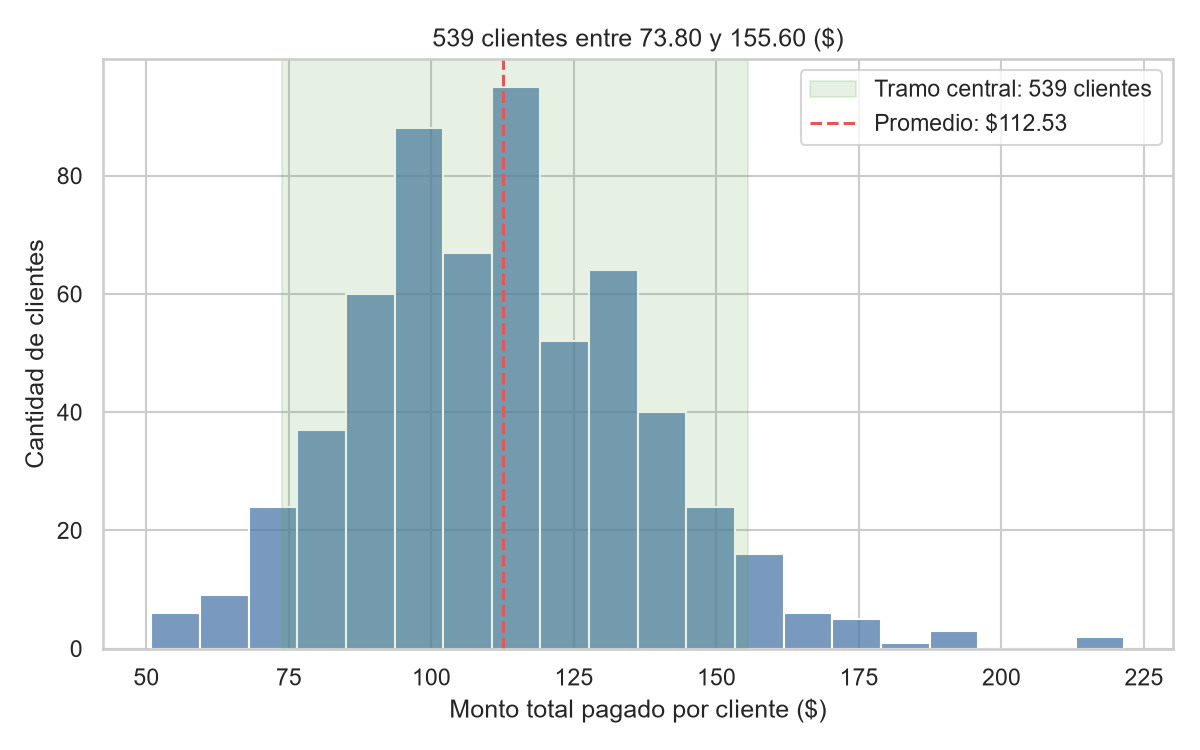 539 clientes entre 73.80 y 155.60 ($)
Tramo central: 539 clientes
Promedio: $112.53
Cantidad de clientes
80
60
40
20
0
50 75 100 125 150 175 200 225
Monto total pagado por cliente ($)